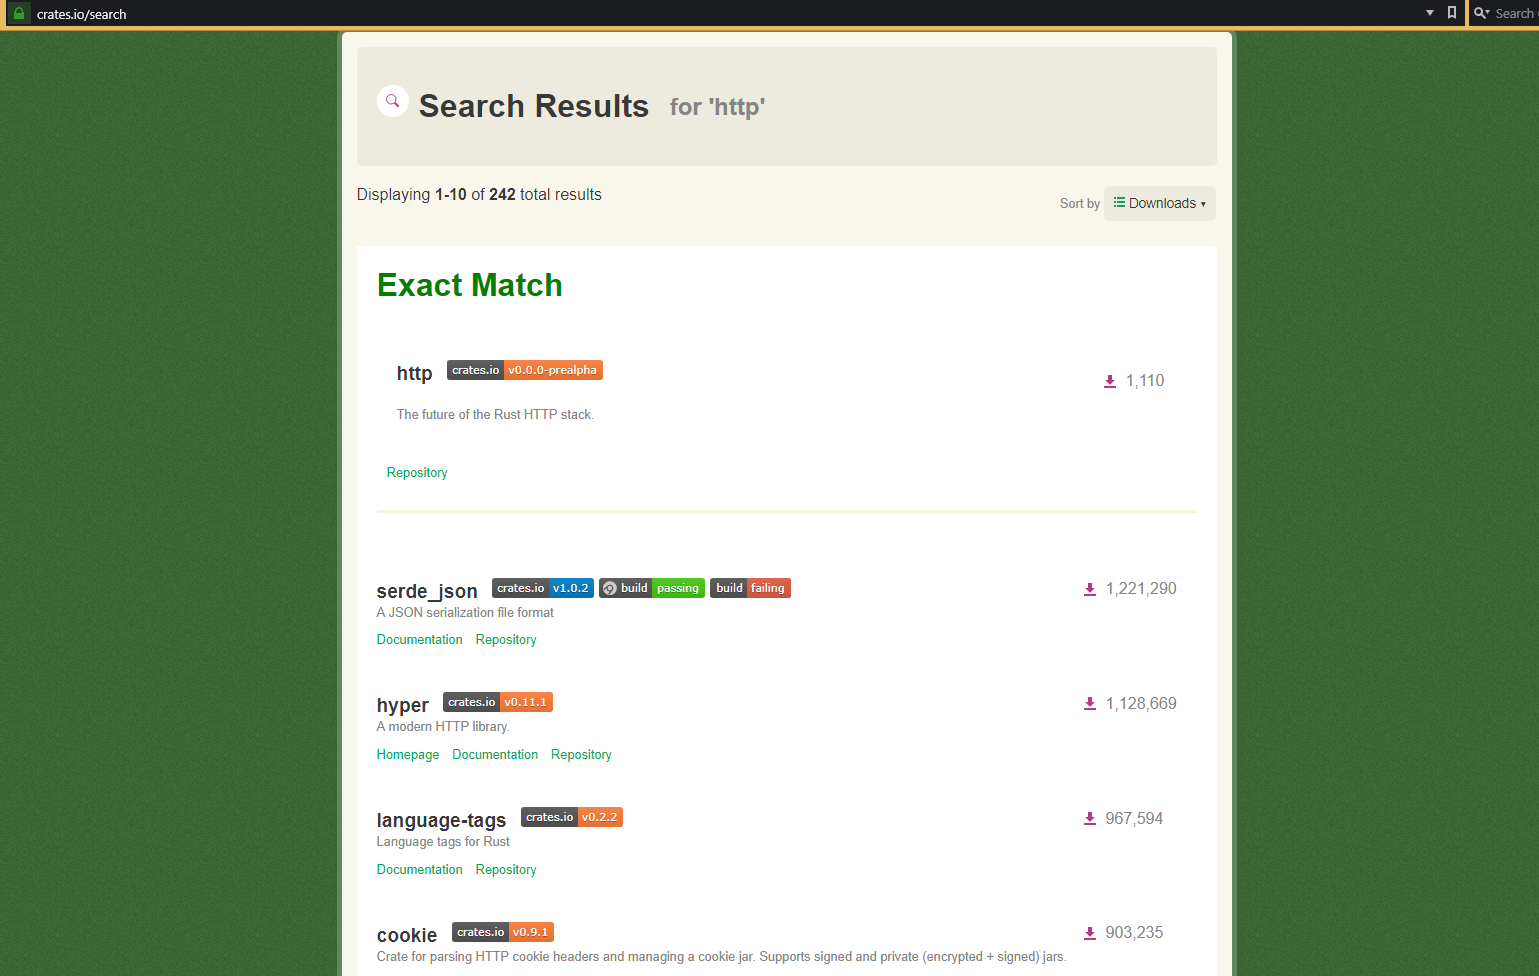 crates.io/search
Search
Search Results for 'http'
Displaying 1-10 of 242 total results
Sort by Downloads
Exact Match
http crates.io v0.0.0-prealpha 1,110
The future of the Rust HTTP stack.
Repository
serde_json crates.io v1.0.2 build passing build failing 1,221,290
A JSON serialization file format
Documentation Repository
hyper crates.io v0.11.1 1,128,669
A modern HTTP library.
Homepage Documentation Repository
language-tags crates.io v0.2.2 967,594
Language tags for Rust
Documentation Repository
cookie crates.io v0.9.1 903,235
Crate for parsing HTTP cookie headers and managing a cookie jar. Supports signed and private (encrypted + signed) jars.